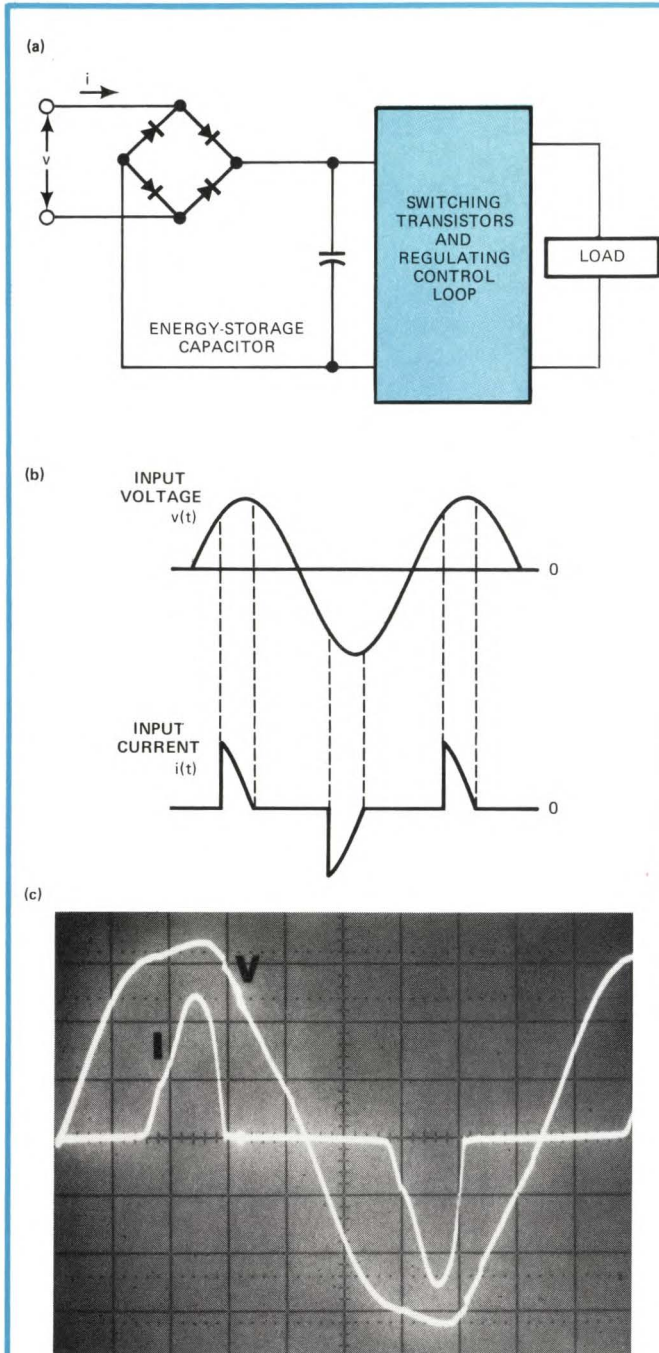 (a)
i
v
SWITCHING
TRANSISTORS
AND
REGULATING
CONTROL
LOOP
LOAD
ENERGY-STORAGE
CAPACITOR
(b)
INPUT
VOLTAGE
v(t)
0
INPUT
CURRENT
i(t)
0
(c)
V
I